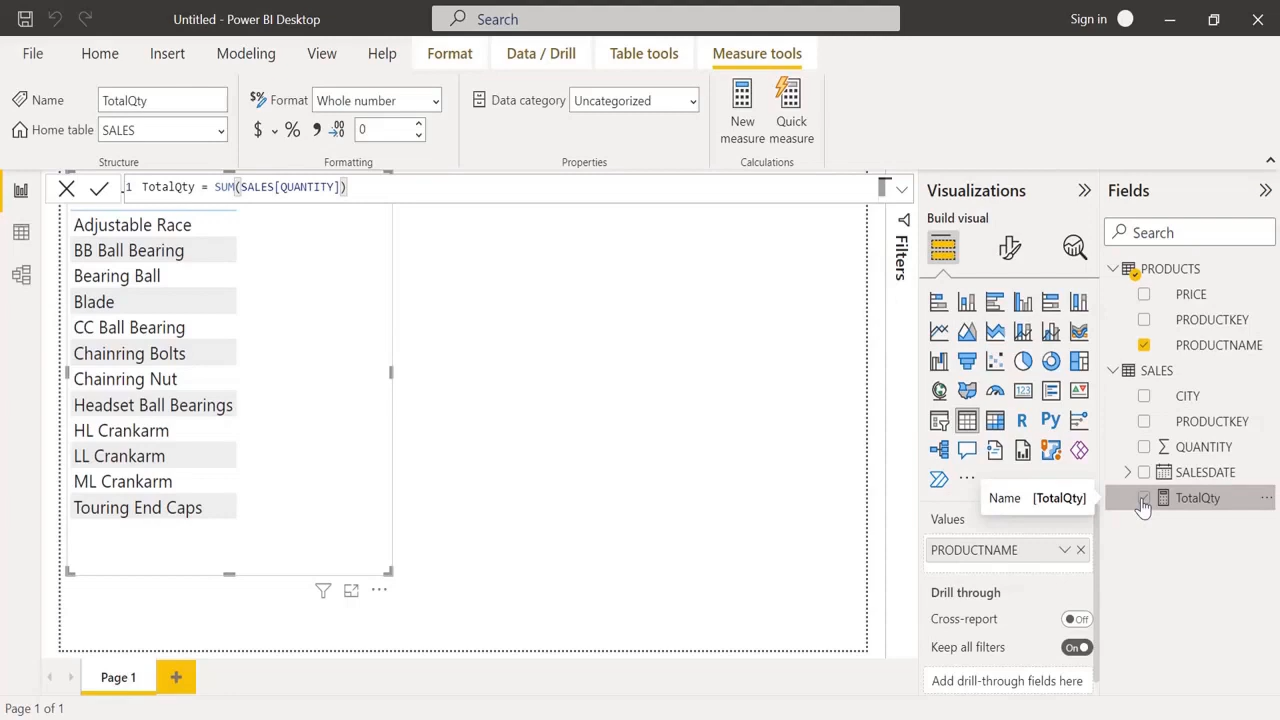 Untitled - Power BI Desktop
Search
Sign in
File
Home
Insert
Modeling
View
Help
Format
Data / Drill
Table tools
Measure tools
Name
TotalQty
Home table
SALES
Structure
Format
Whole number
$
%
0
Formatting
Data category
Uncategorized
Properties
New measure
Quick measure
Calculations
1 TotalQty = SUM(SALES[QUANTITY])
Adjustable Race
BB Ball Bearing
Bearing Ball
Blade
CC Ball Bearing
Chainring Bolts
Chainring Nut
Headset Ball Bearings
HL Crankarm
LL Crankarm
ML Crankarm
Touring End Caps
Filters
Visualizations
Build visual
123
R
Py
Name [TotalQty]
Values
PRODUCTNAME
Drill through
Cross-report
Off
Keep all filters
On
Add drill-through fields here
Fields
Search
PRODUCTS
PRICE
PRODUCTKEY
PRODUCTNAME
SALES
CITY
PRODUCTKEY
QUANTITY
SALESDATE
TotalQty
Page 1
Page 1 of 1